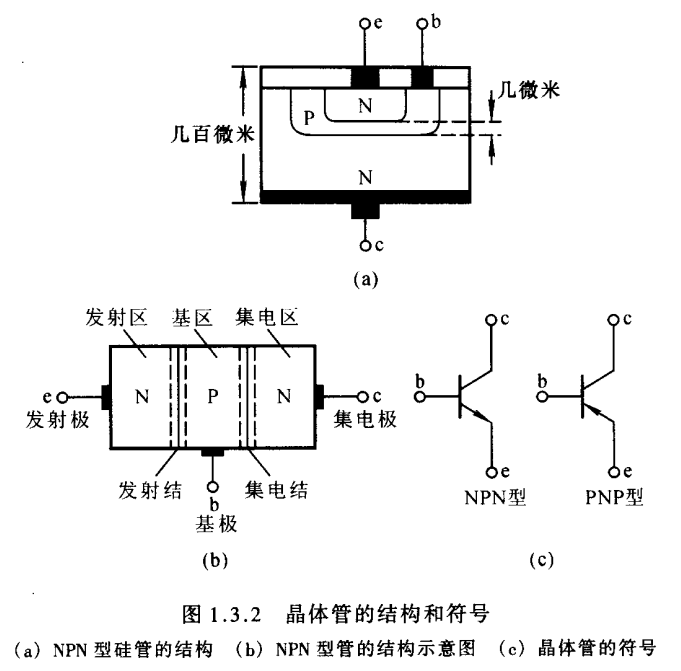 e b
几微米
N
P
几百微米
N
c
(a)
发射区 基区 集电区
c c
e N P N c b b
发射极 集电极
发射结 集电结
b e e
基极 NPN型 PNP型
(b) (c)
图 1.3.2 晶体管的结构和符号
(a) NPN 型硅管的结构 (b) NPN 型管的结构示意图 (c) 晶体管的符号